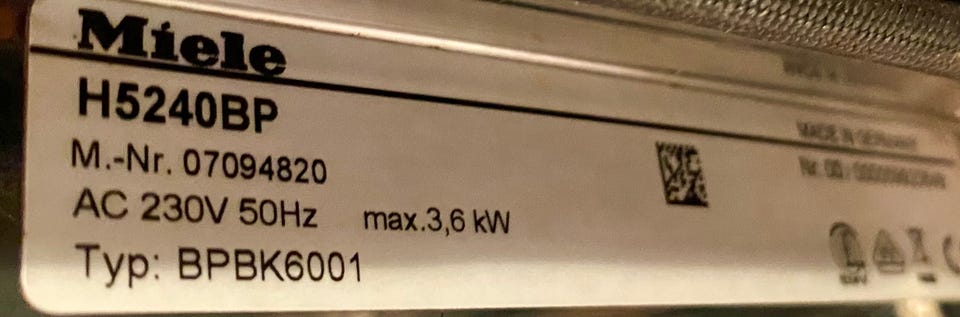 Miele
H5240BP
M.-Nr. 07094820
AC 230V 50Hz max.3,6 kW
Typ: BPBK6001
MADE IN GERMANY